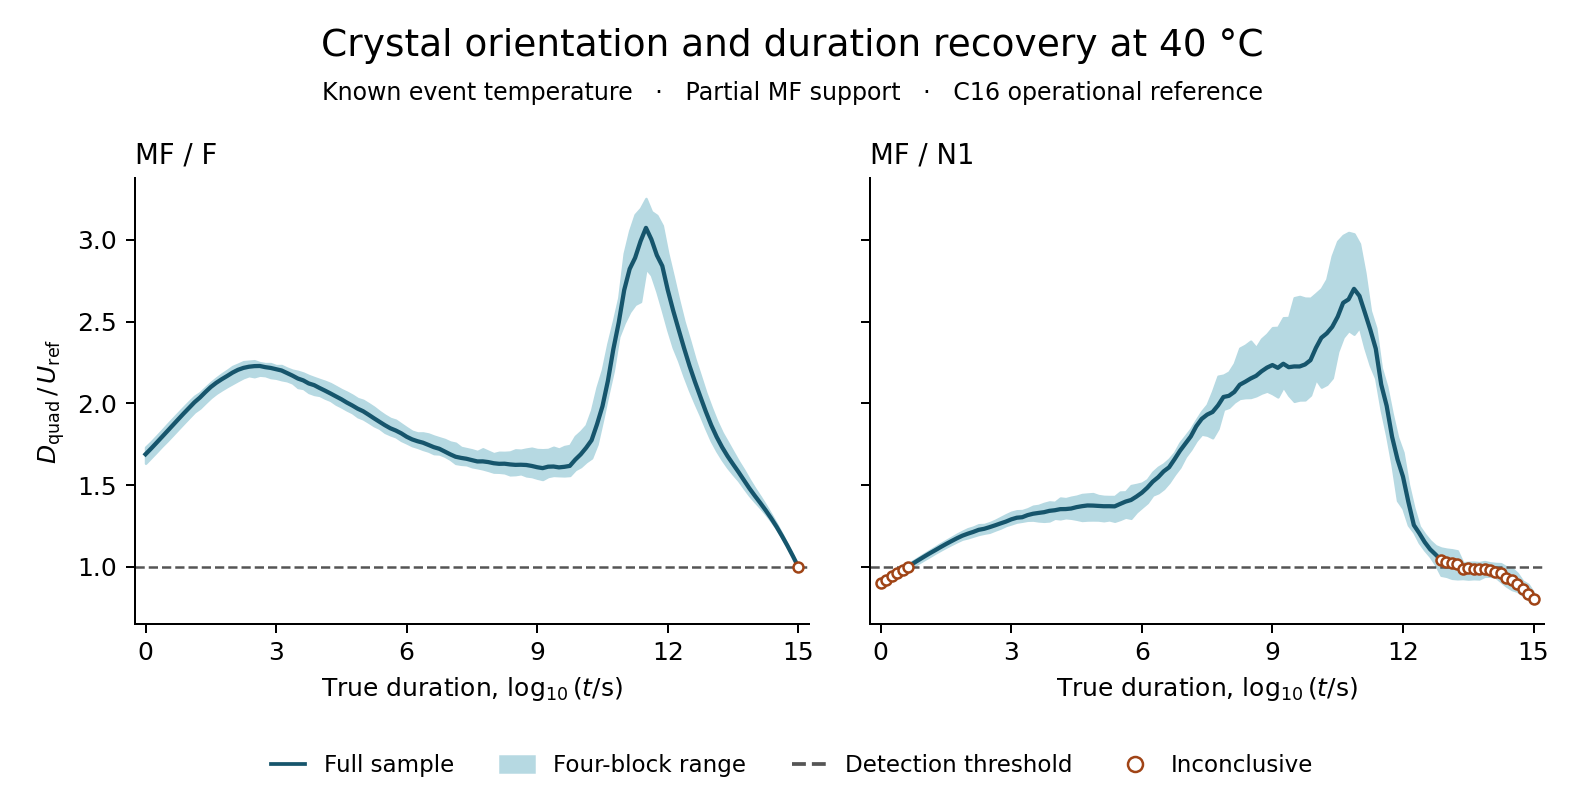 Crystal orientation and duration recovery at 40 °C
Known event temperature · Partial MF support · C16 operational reference
MF / F
MF / N1
D_quad / U_ref
3.0
2.5
2.0
1.5
1.0
0 3 6 9 12 15
0 3 6 9 12 15
True duration, log₁₀ (t/s)
True duration, log₁₀ (t/s)
Full sample
Four-block range
Detection threshold
Inconclusive